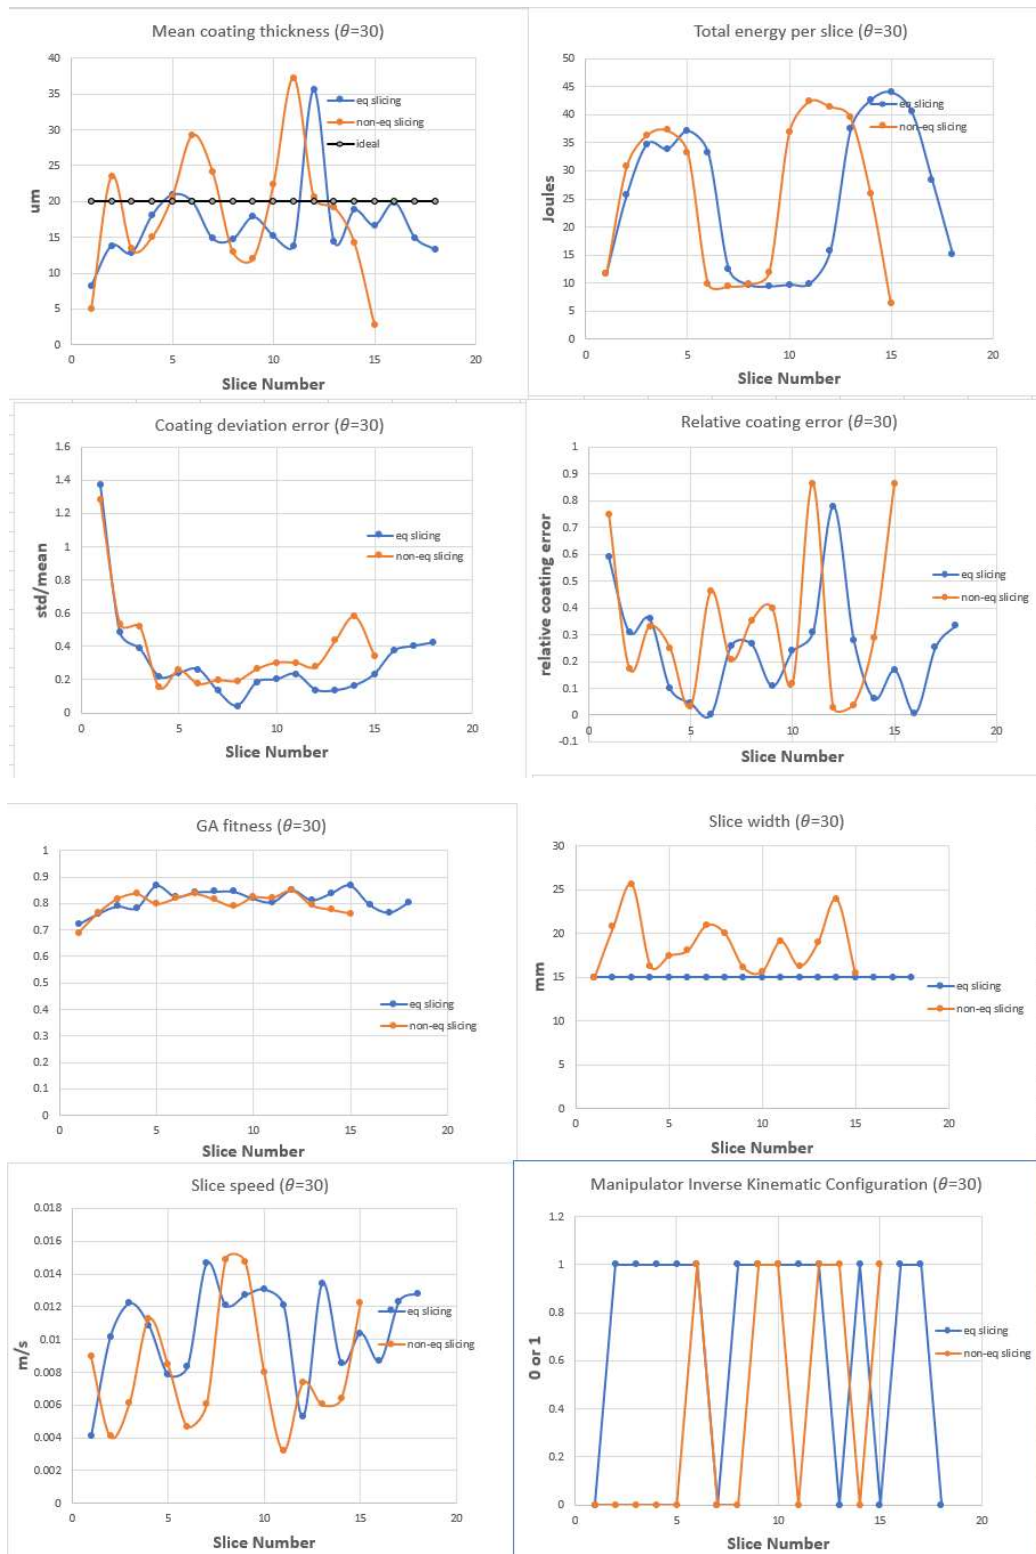 Mean coating thickness (θ=30)
40
35
30
25
20
15
10
5
0
um
0 5 10 15 20
Slice Number
eq slicing
non-eq slicing
ideal
Total energy per slice (θ=30)
50
45
40
35
30
25
20
15
10
5
0
Joules
0 5 10 15 20
Slice Number
eq slicing
non-eq slicing
Coating deviation error (θ=30)
1.6
1.4
1.2
1
0.8
0.6
0.4
0.2
0
std/mean
0 5 10 15 20
Slice Number
eq slicing
non-eq slicing
Relative coating error (θ=30)
1
0.9
0.8
0.7
0.6
0.5
0.4
0.3
0.2
0.1
0
-0.1
relative coating error
0 5 10 15 20
Slice Number
eq slicing
non-eq slicing
GA fitness (θ=30)
1
0.9
0.8
0.7
0.6
0.5
0.4
0.3
0.2
0.1
0
0 5 10 15 20
Slice Number
eq slicing
non-eq slicing
Slice width (θ=30)
30
25
20
15
10
5
0
mm
0 5 10 15 20
Slice Number
eq slicing
non-eq slicing
Slice speed (θ=30)
0.018
0.016
0.014
0.012
0.01
0.008
0.006
0.004
0.002
0
m/s
0 5 10 15 20
Slice Number
eq slicing
non-eq slicing
Manipulator Inverse Kinematic Configuration (θ=30)
1.2
1
0.8
0.6
0.4
0.2
0
0 or 1
0 5 10 15 20
Slice Number
eq slicing
non-eq slicing